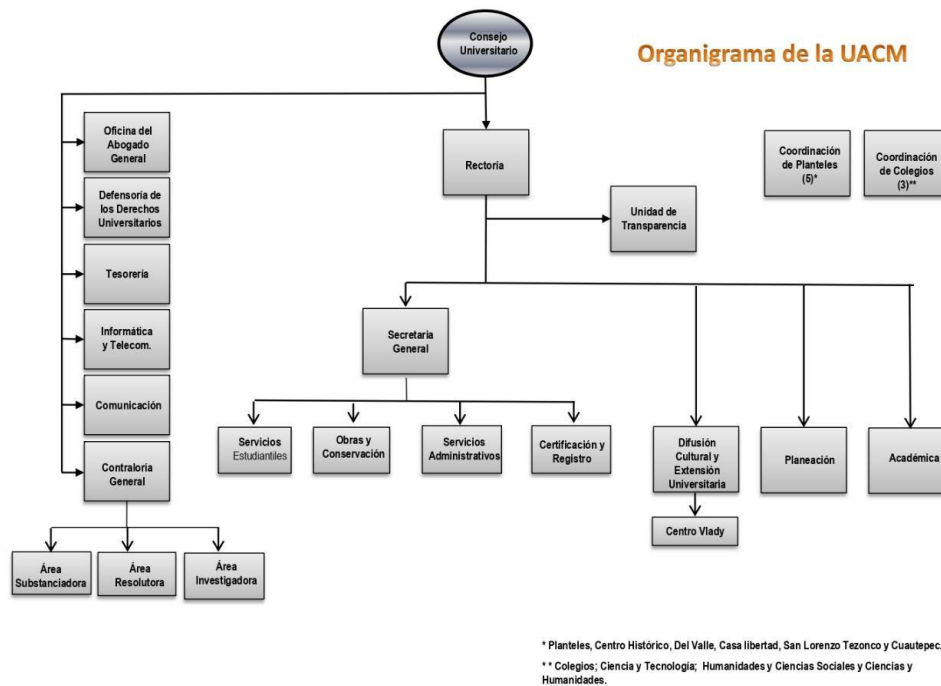 Consejo
Universitario
Organigrama de la UACM
Oficina del
Abogado
General
Rectoría
Coordinación
de Planteles
(5)*
Coordinación
de Colegios
(3)**
Defensoría de
los Derechos
Universitarios
Unidad de
Transparencia
Tesorería
Informática
y Telecom.
Secretaria
General
Comunicación
Servicios
Estudiantiles
Obras y
Conservación
Servicios
Administrativos
Certificación y
Registro
Difusión
Cultural y
Extensión
Universitaria
Planeación
Académica
Contraloría
General
Centro Vlady
Área
Substanciadora
Área
Resolutora
Área
Investigadora
* Planteles, Centro Histórico, Del Valle, Casa libertad, San Lorenzo Tezonco y Cuautepec.
* * Colegios; Ciencia y Tecnología; Humanidades y Ciencias Sociales y Ciencias y
Humanidades.